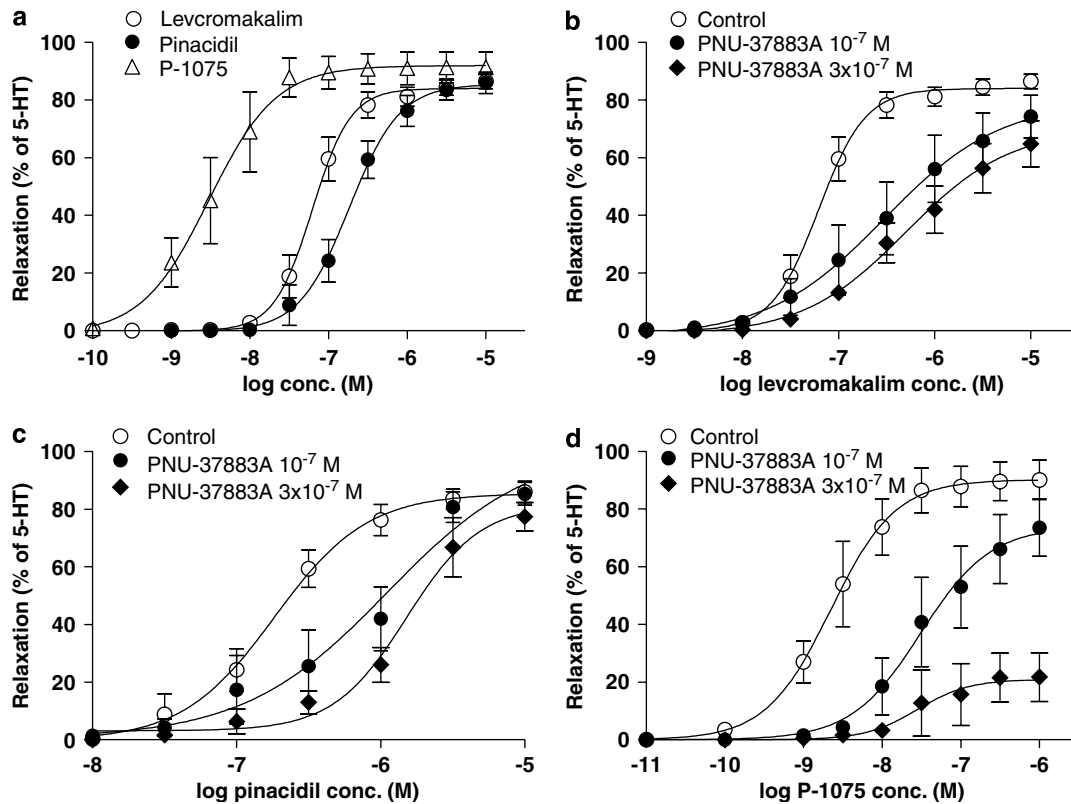 a
Levcromakalim
Pinacidil
P-1075
100
80
60
40
20
0
Relaxation (% of 5-HT)
-10 -9 -8 -7 -6 -5
log conc. (M)
b
Control
PNU-37883A 10⁻⁷ M
PNU-37883A 3x10⁻⁷ M
100
80
60
40
20
0
Relaxation (% of 5-HT)
-9 -8 -7 -6 -5
log levcromakalim conc. (M)
c
Control
PNU-37883A 10⁻⁷ M
PNU-37883A 3x10⁻⁷ M
100
80
60
40
20
0
Relaxation (% of 5-HT)
-8 -7 -6 -5
log pinacidil conc. (M)
d
Control
PNU-37883A 10⁻⁷ M
PNU-37883A 3x10⁻⁷ M
100
80
60
40
20
0
Relaxation (% of 5-HT)
-11 -10 -9 -8 -7 -6
log P-1075 conc. (M)